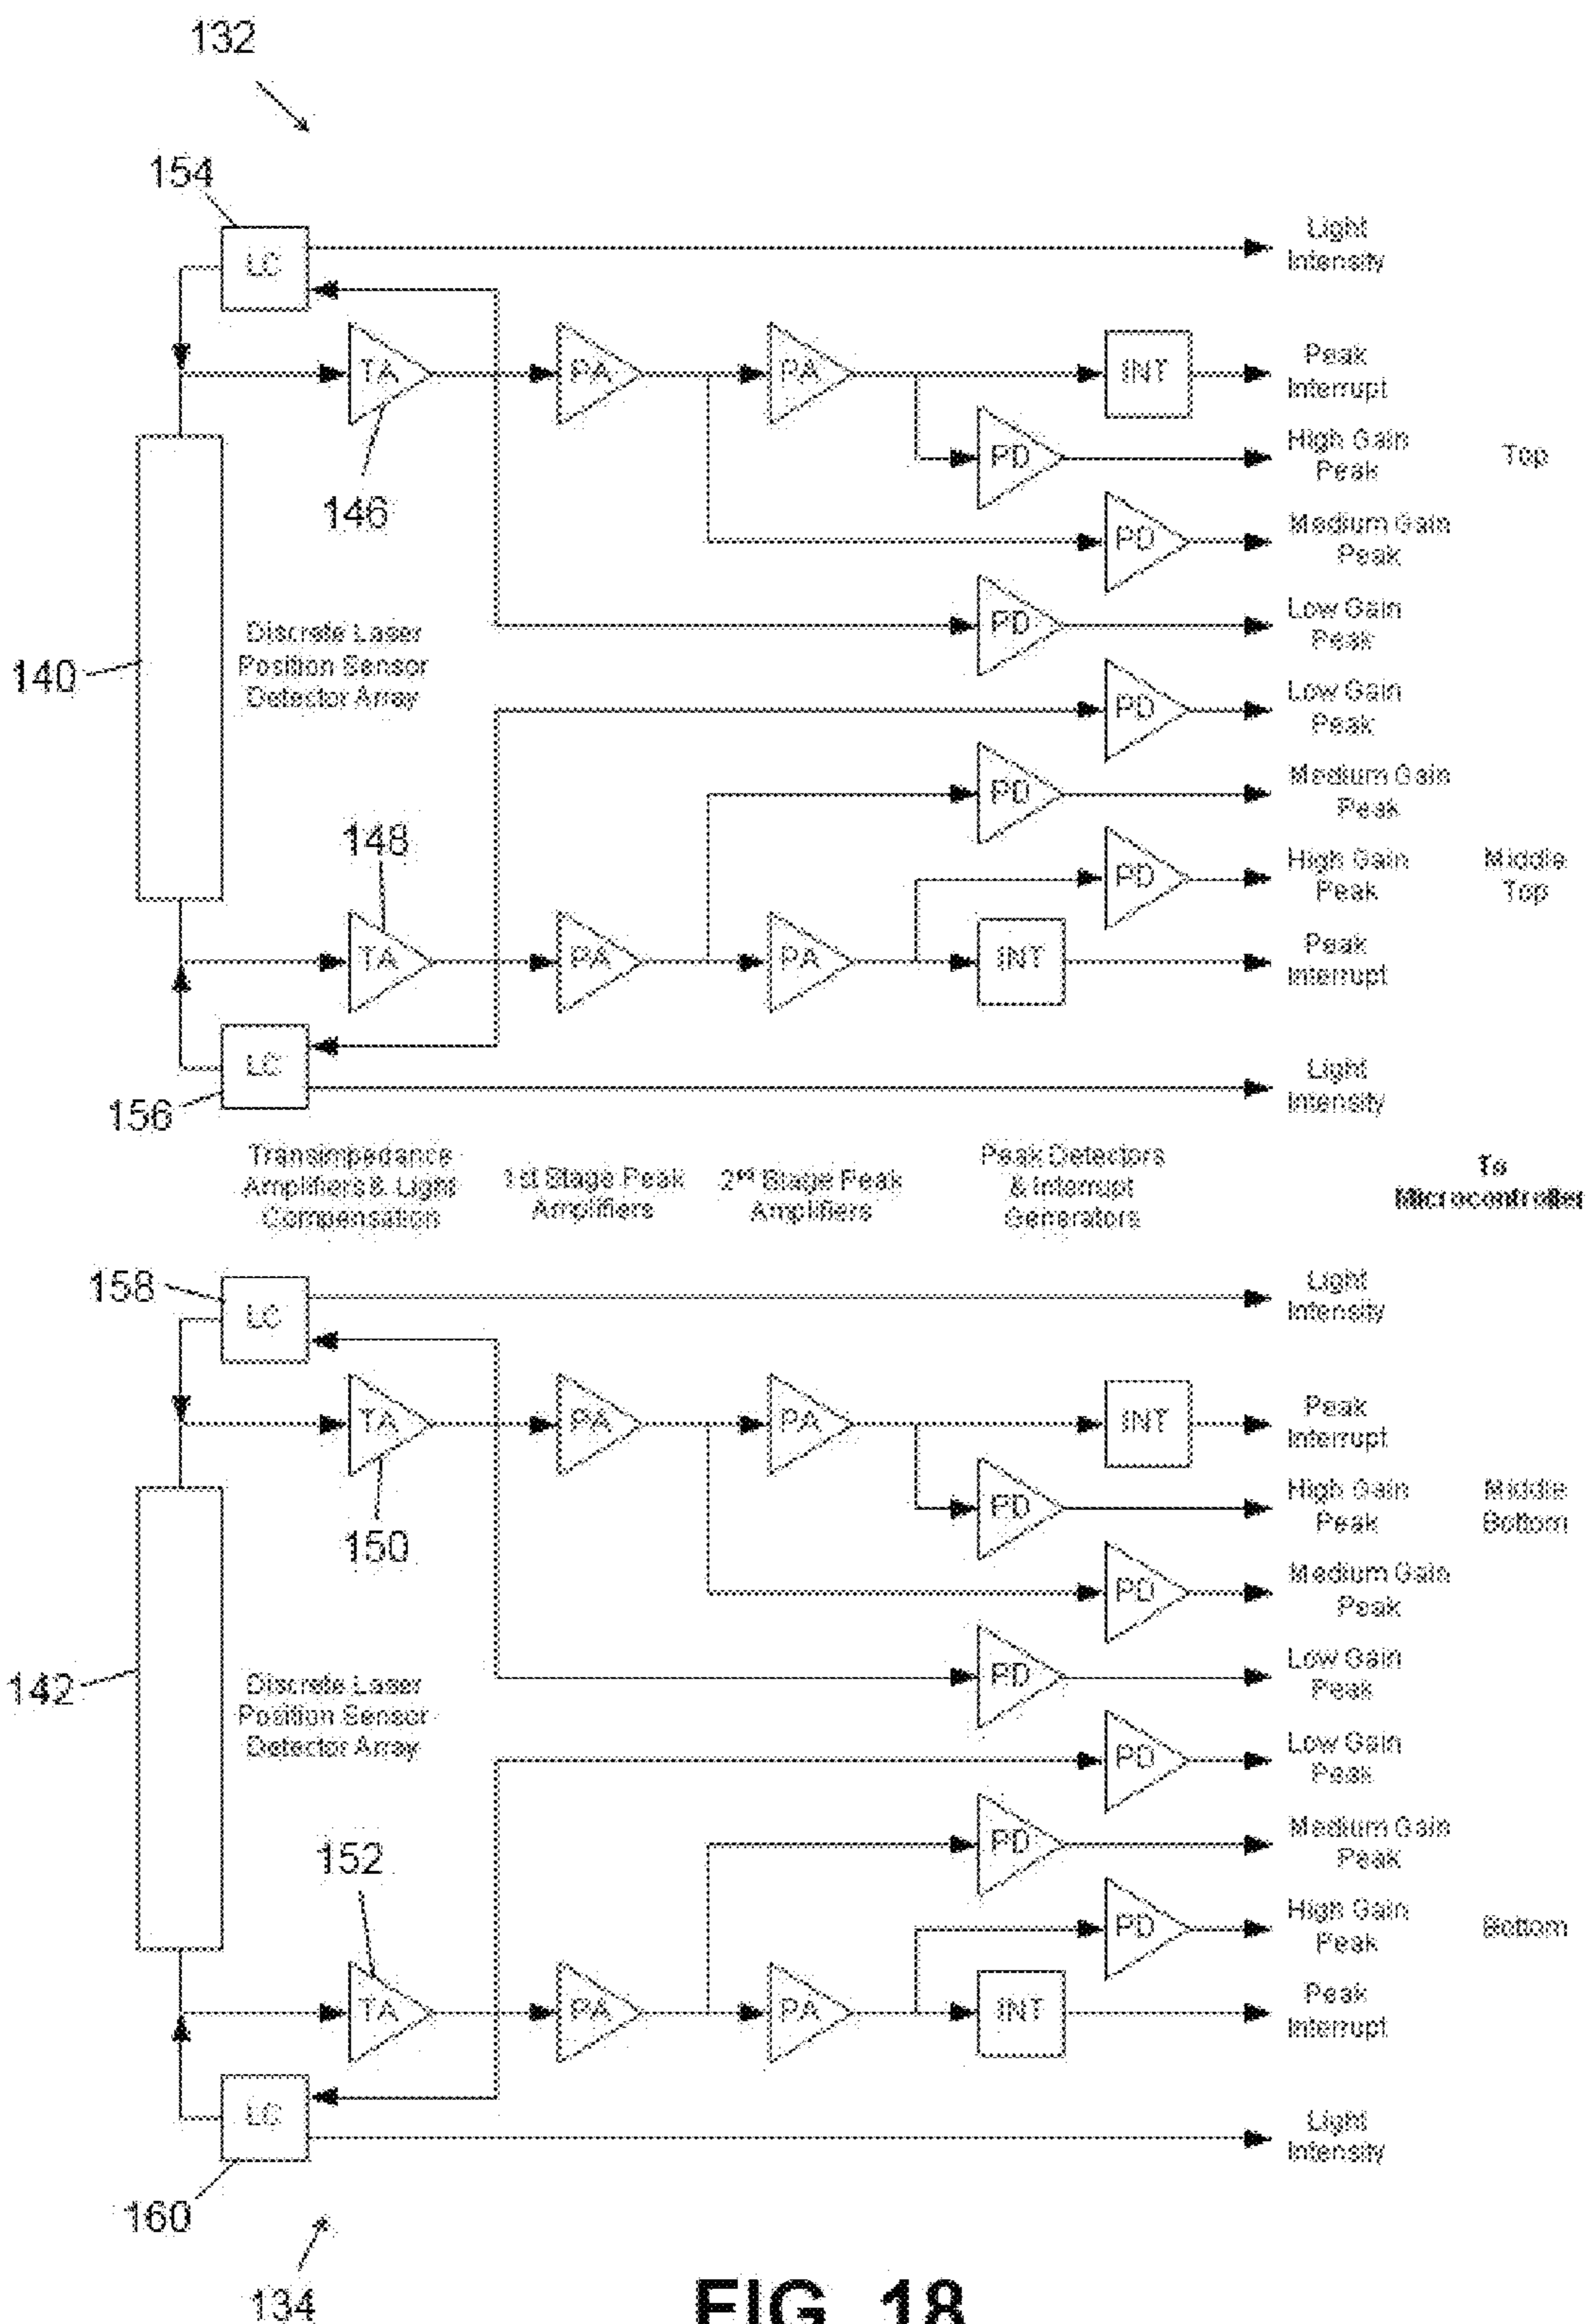 132
154
LC
Light
Intensity
TA
PA
PA
INT
Peak
Interrupt
PD
High Gain
Peak
Top
146
PD
Medium Gain
Peak
PD
Low Gain
Peak
140
Discrete Laser
Position Sensor
Detector Array
PD
Low Gain
Peak
PD
Medium Gain
Peak
148
PD
High Gain
Peak
Middle
Top
TA
PA
PA
INT
Peak
Interrupt
LC
156
Light
Intensity
Transimpedance
Amplifiers & Light
Compensation
1st Stage Peak
Amplifiers
2nd Stage Peak
Amplifiers
Peak Detectors
& Interrupt
Generators
To
Microcontroller
158
LC
Light
Intensity
TA
PA
PA
INT
Peak
Interrupt
150
PD
High Gain
Peak
Middle
Bottom
PD
Medium Gain
Peak
142
Discrete Laser
Position Sensor
Detector Array
PD
Low Gain
Peak
PD
Low Gain
Peak
152
PD
Medium Gain
Peak
PD
High Gain
Peak
Bottom
TA
PA
PA
INT
Peak
Interrupt
LC
160
Light
Intensity
134
FIG. 18